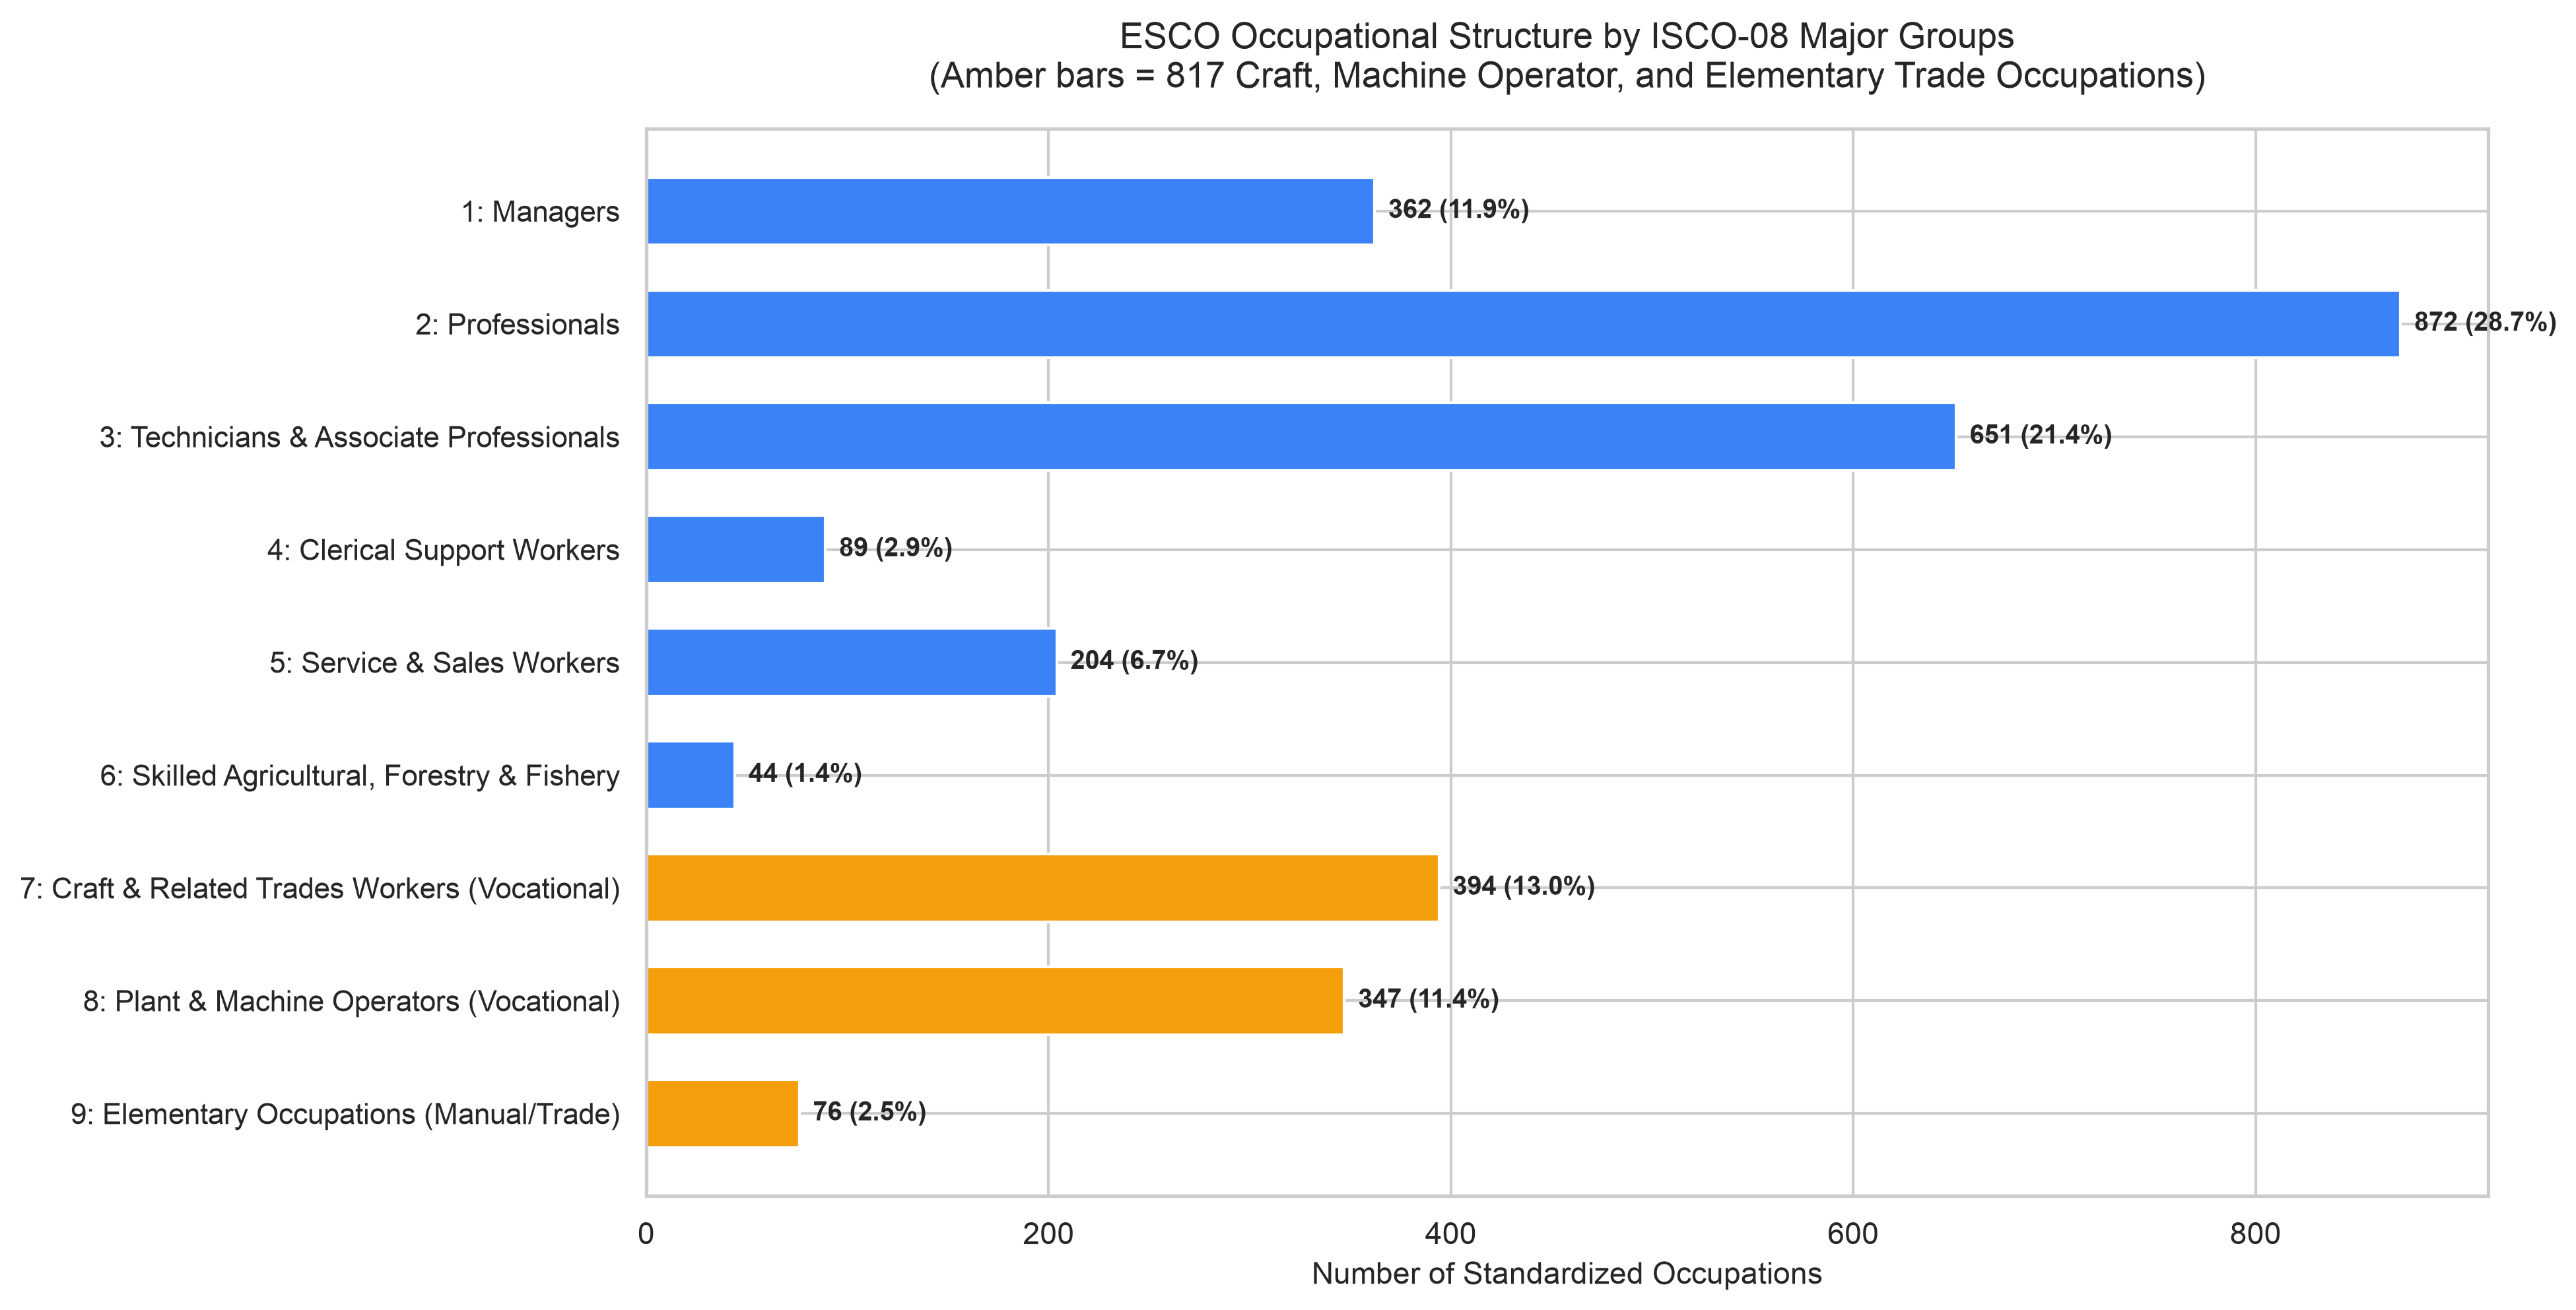 ESCO Occupational Structure by ISCO-08 Major Groups
(Amber bars = 817 Craft, Machine Operator, and Elementary Trade Occupations)
1: Managers 362 (11.9%)
2: Professionals 872 (28.7%)
3: Technicians & Associate Professionals 651 (21.4%)
4: Clerical Support Workers 89 (2.9%)
5: Service & Sales Workers 204 (6.7%)
6: Skilled Agricultural, Forestry & Fishery 44 (1.4%)
7: Craft & Related Trades Workers (Vocational) 394 (13.0%)
8: Plant & Machine Operators (Vocational) 347 (11.4%)
9: Elementary Occupations (Manual/Trade) 76 (2.5%)
0 200 400 600 800
Number of Standardized Occupations